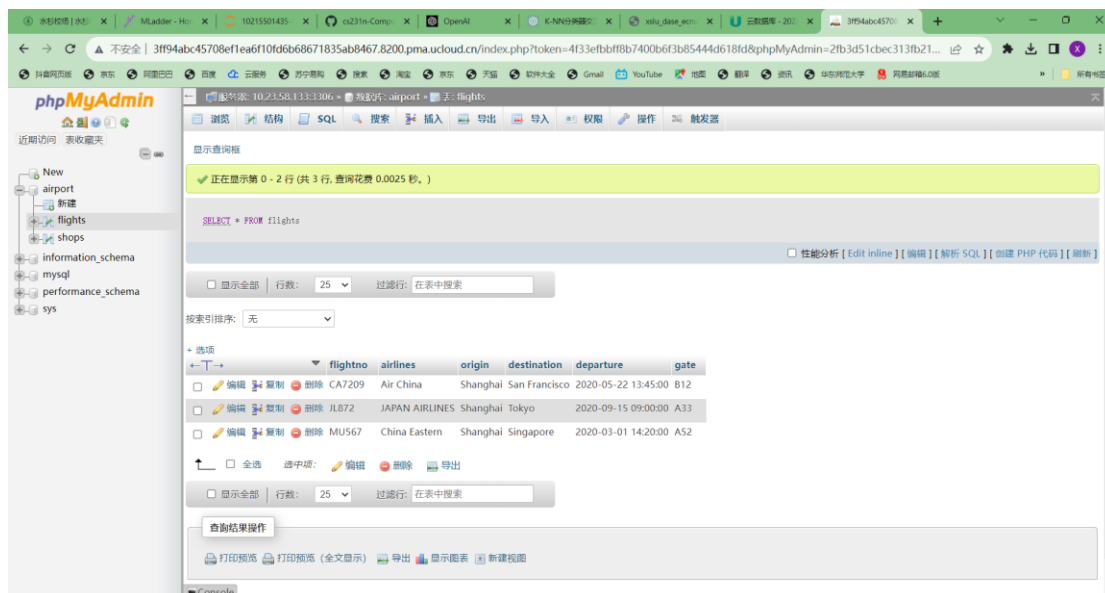 水杉校场 | 水杉
MLadder - Ho
10215501435-
cs231n-Comp
OpenAI
K-NN分类器交
xslu_dase_ecnu
云数据库 - 202
3ff94abc45708
不安全 | 3ff94abc45708ef1ea6f10fd6b68671835ab8467.8200.pma.ucloud.cn/index.php?token=4f33efbbff8b7400b6f3b85444d618fd&phpMyAdmin=2fb3d51cbec313fb21...
抖音网页版 京东 阿里巴巴 百度 云服务 苏宁易购 搜索 淘宝 京东 天猫 软件大全 Gmail YouTube 地图 翻译 资讯 华东师范大学 网易邮箱6.0版 » 所有书签
phpMyAdmin
近期访问 表收藏夹
New
airport
新建
flights
shops
information_schema
mysql
performance_schema
sys
服务器: 10.23.58.133:3306 » 数据库: airport » 表: flights
浏览 结构 SQL 搜索 插入 导出 导入 权限 操作 触发器
显示查询框
正在显示第 0 - 2 行 (共 3 行, 查询花费 0.0025 秒。)
SELECT * FROM flights
性能分析 [ Edit inline ] [ 编辑 ] [ 解析 SQL ] [ 创建 PHP 代码 ] [ 刷新 ]
显示全部 | 行数: 25 过滤行: 在表中搜索
按索引排序: 无
+ 选项
←T→ flightno airlines origin destination departure gate
编辑 复制 删除 CA7209 Air China Shanghai San Francisco 2020-05-22 13:45:00 B12
编辑 复制 删除 JL872 JAPAN AIRLINES Shanghai Tokyo 2020-09-15 09:00:00 A33
编辑 复制 删除 MU567 China Eastern Shanghai Singapore 2020-03-01 14:20:00 A52
全选 选中项: 编辑 删除 导出
显示全部 | 行数: 25 过滤行: 在表中搜索
查询结果操作
打印预览 打印预览 (全文显示) 导出 显示图表 新建视图
Console